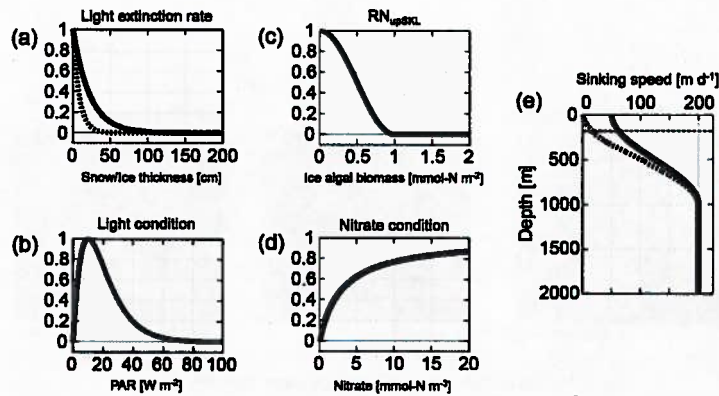 (a)
Light extinction rate
1
0.8
0.6
0.4
0.2
0
0 50 100 150 200
Snow/Ice thickness [cm]
(b)
Light condition
1
0.8
0.6
0.4
0.2
0
0 20 40 60 80 100
PAR [W m⁻²]
(c)
RNupSKL
1
0.8
0.6
0.4
0.2
0
0 0.5 1 1.5 2
Ice algal biomass [mmol-N m⁻²]
(d)
Nitrate condition
1
0.8
0.6
0.4
0.2
0
0 5 10 15 20
Nitrate [mmol-N m⁻³]
(e)
Sinking speed [m d⁻¹]
0 100 200
0
500
1000
1500
2000
Depth [m]